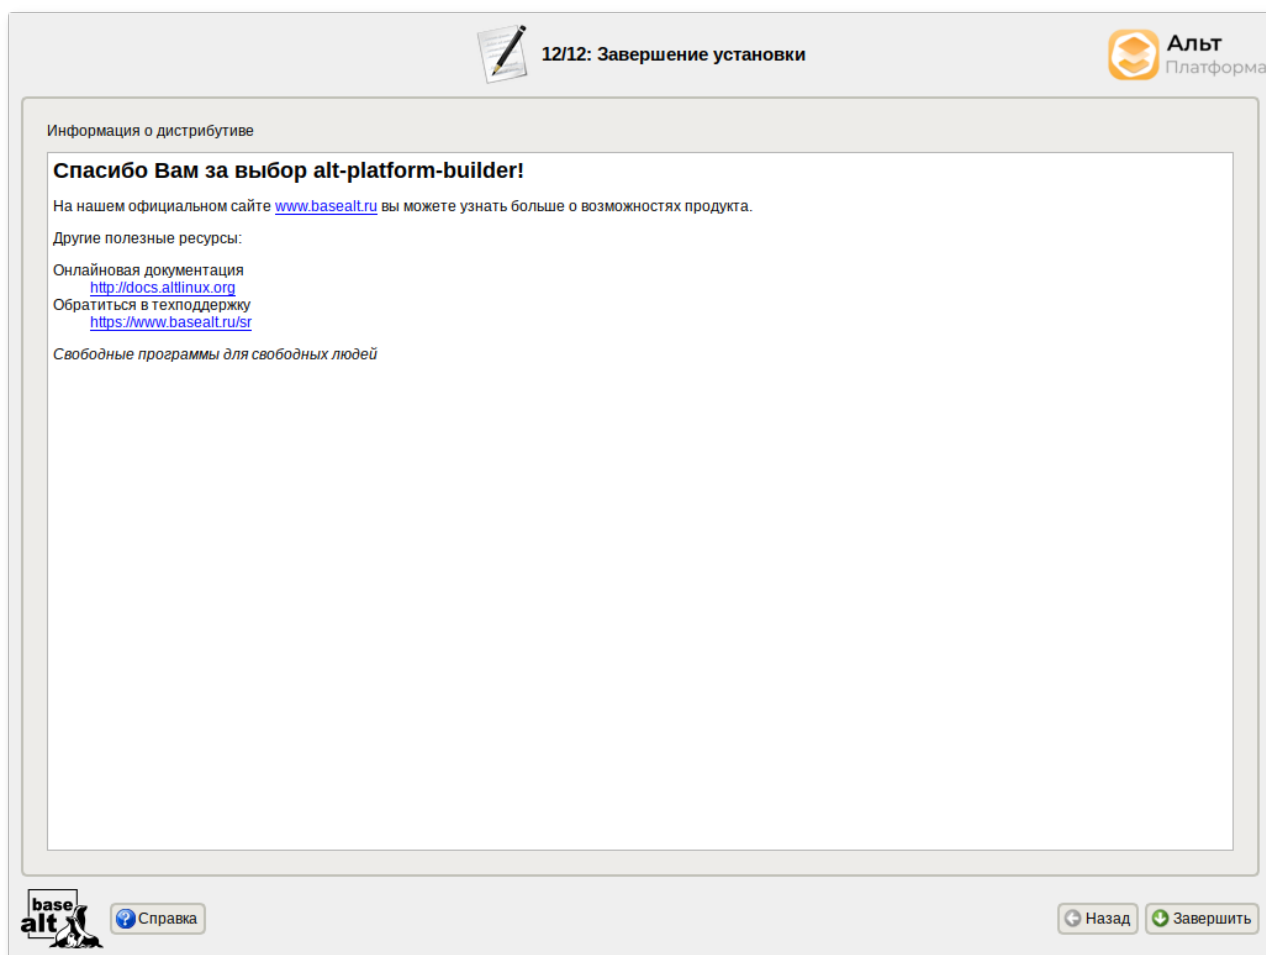 12/12: Завершение установки
Альт
Платформа
Информация о дистрибутиве
Спасибо Вам за выбор alt-platform-builder!
На нашем официальном сайте www.basealt.ru вы можете узнать больше о возможностях продукта.
Другие полезные ресурсы:
Онлайновая документация
http://docs.altlinux.org
Обратиться в техподдержку
https://www.basealt.ru/sr
Свободные программы для свободных людей
base
alt
Справка
Назад
Завершить